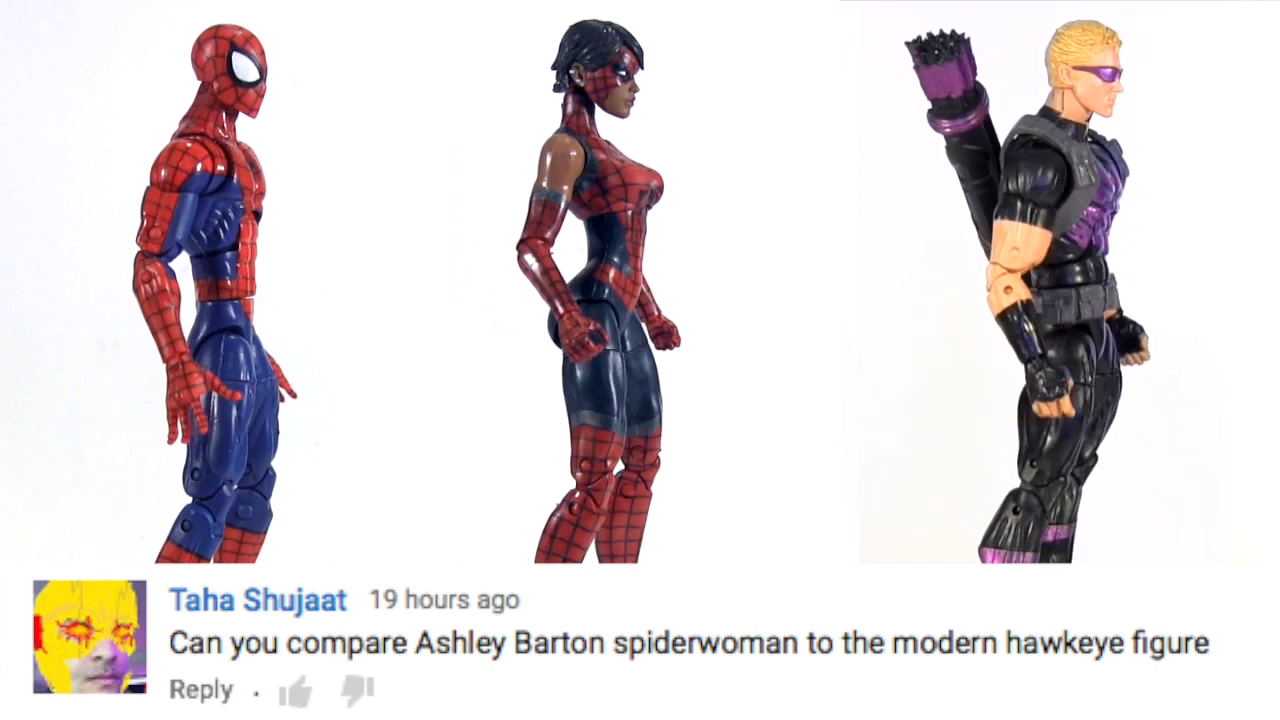 Taha Shujaat 19 hours ago
Can you compare Ashley Barton spiderwoman to the modern hawkeye figure
Reply .